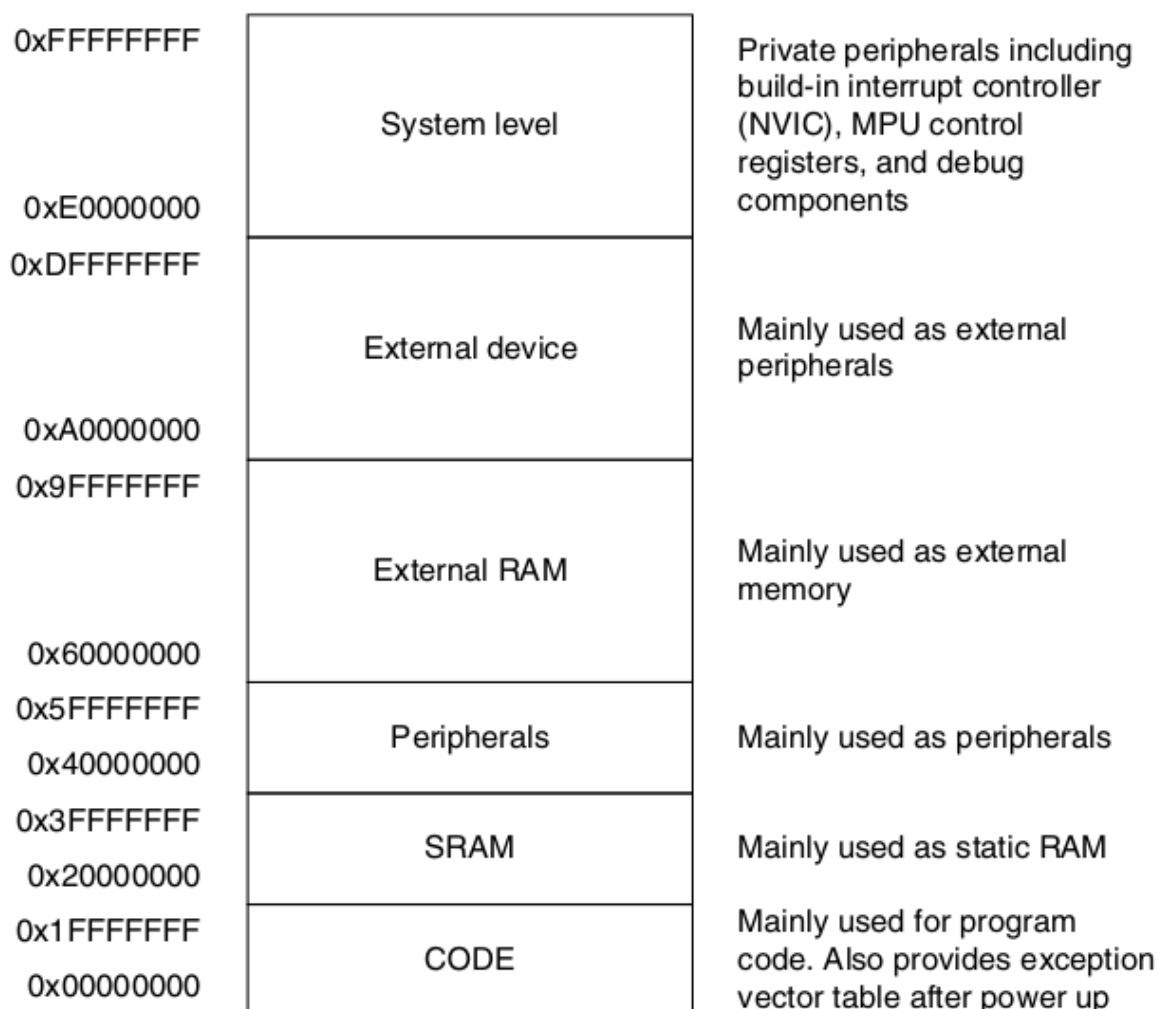 0xFFFFFFFF
System level
Private peripherals including
build-in interrupt controller
(NVIC), MPU control
registers, and debug
components
0xE0000000
0xDFFFFFFF
External device
Mainly used as external
peripherals
0xA0000000
0x9FFFFFFF
External RAM
Mainly used as external
memory
0x60000000
0x5FFFFFFF
Peripherals
Mainly used as peripherals
0x40000000
0x3FFFFFFF
SRAM
Mainly used as static RAM
0x20000000
0x1FFFFFFF
CODE
Mainly used for program
code. Also provides exception
vector table after power up
0x00000000